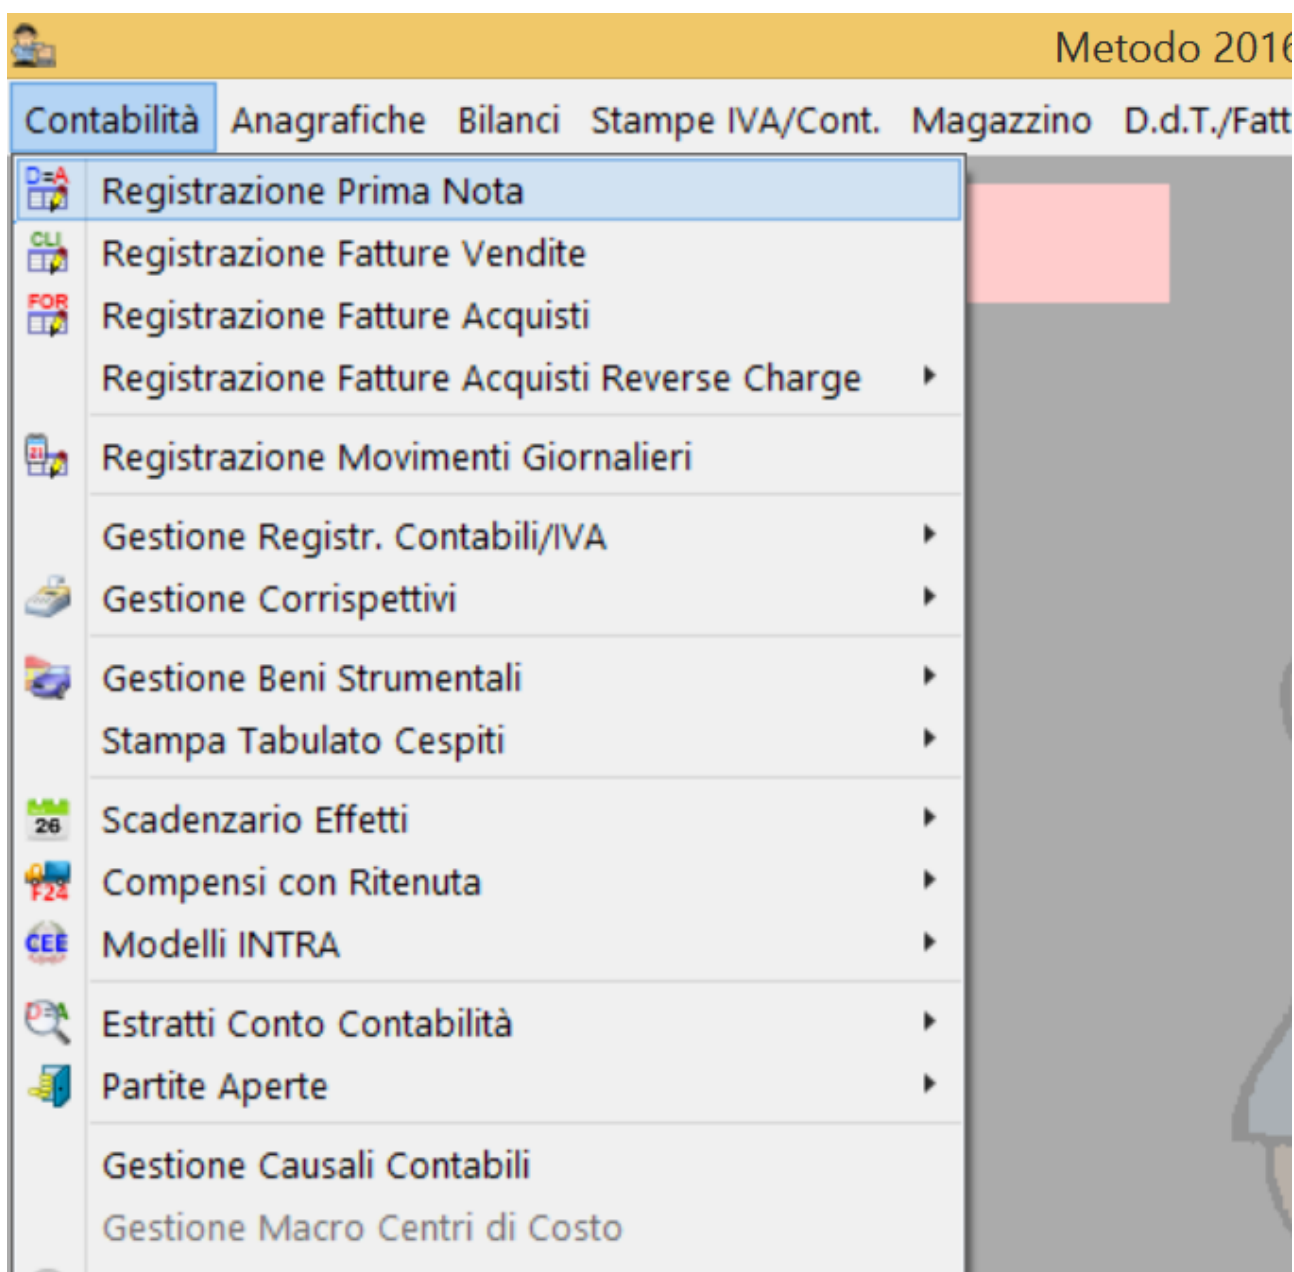 Metodo 2016
Contabilità Anagrafiche Bilanci Stampe IVA/Cont. Magazzino D.d.T./Fatt
D=A Registrazione Prima Nota
CLI Registrazione Fatture Vendite
FOR Registrazione Fatture Acquisti
Registrazione Fatture Acquisti Reverse Charge
21 Registrazione Movimenti Giornalieri
Gestione Registr. Contabili/IVA
Gestione Corrispettivi
Gestione Beni Strumentali
Stampa Tabulato Cespiti
26 Scadenzario Effetti
F24 Compensi con Ritenuta
CEE Modelli INTRA
D=A Estratti Conto Contabilità
Partite Aperte
Gestione Causali Contabili
Gestione Macro Centri di Costo